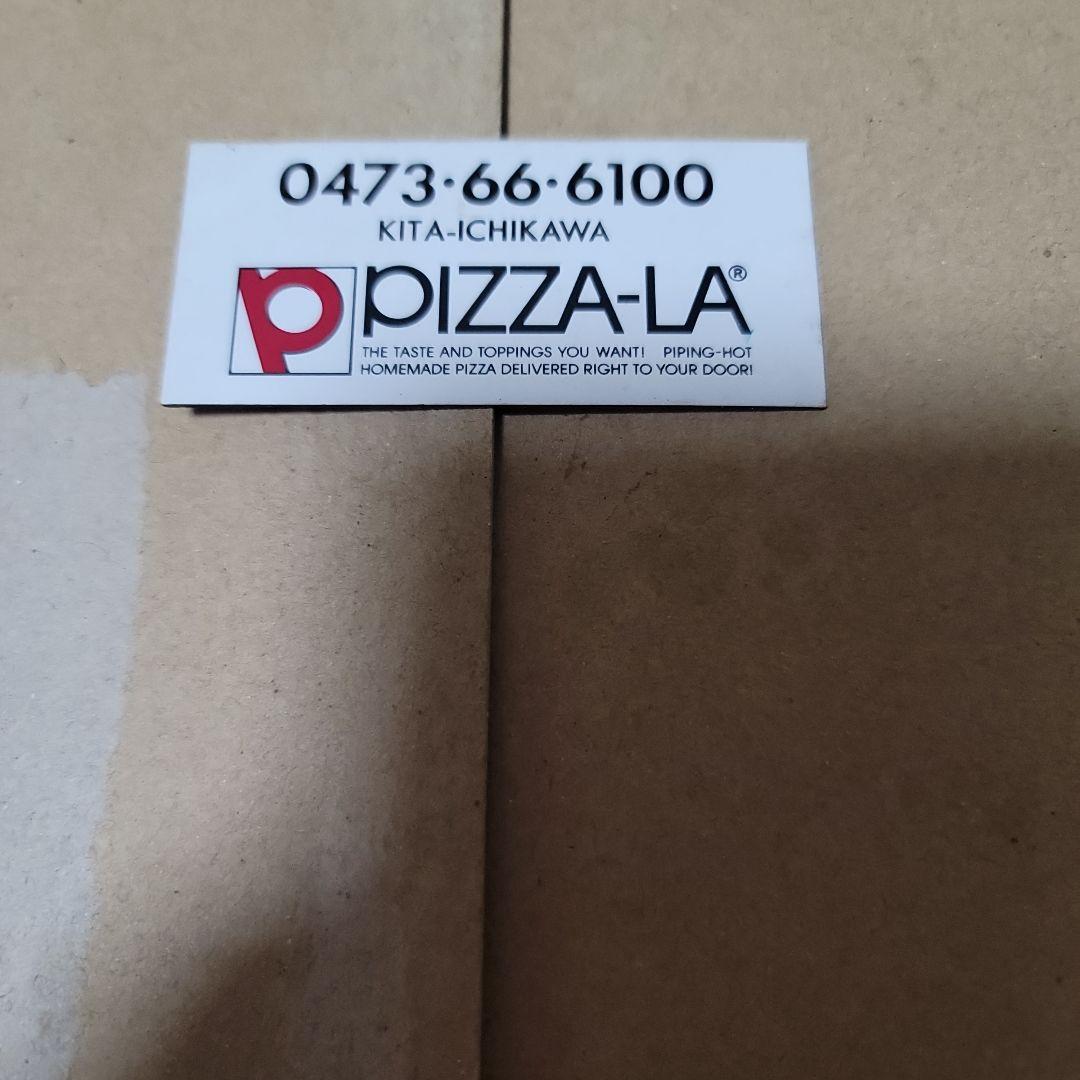 0473·66·6100
KITA-ICHIKAWA
PIZZA-LA®
THE TASTE AND TOPPINGS YOU WANT! PIPING-HOT
HOMEMADE PIZZA DELIVERED RIGHT TO YOUR DOOR!